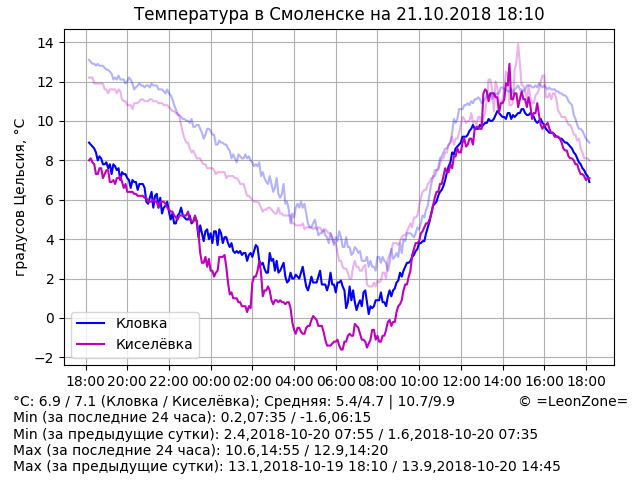 Температура в Смоленске на 21.10.2018 18:10
14
12
10
8
6
4
2
0
−2
градусов Цельсия, °C
Кловка
Киселёвка
18:00 20:00 22:00 00:00 02:00 04:00 06:00 08:00 10:00 12:00 14:00 16:00 18:00
°C: 6.9 / 7.1 (Кловка / Киселёвка); Средняя: 5.4/4.7 | 10.7/9.9 © =LeonZone=
Min (за последние 24 часа): 0.2,07:35 / -1.6,06:15
Min (за предыдущие сутки): 2.4,2018-10-20 07:55 / 1.6,2018-10-20 07:35
Max (за последние 24 часа): 10.6,14:55 / 12.9,14:20
Max (за предыдущие сутки): 13.1,2018-10-19 18:10 / 13.9,2018-10-20 14:45